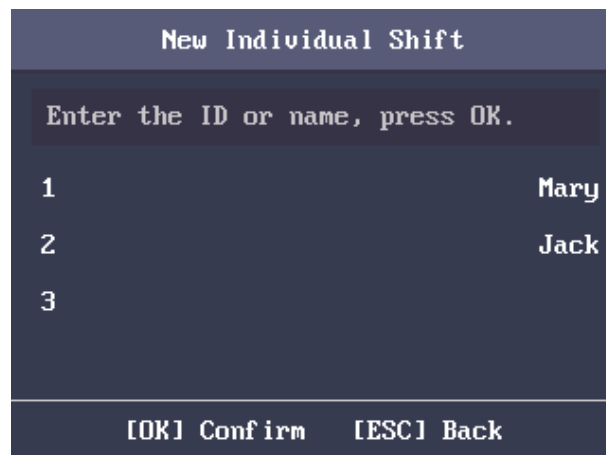 New Individual Shift
Enter the ID or name, press OK.
1 Mary
2 Jack
3
[OK] Confirm [ESC] Back